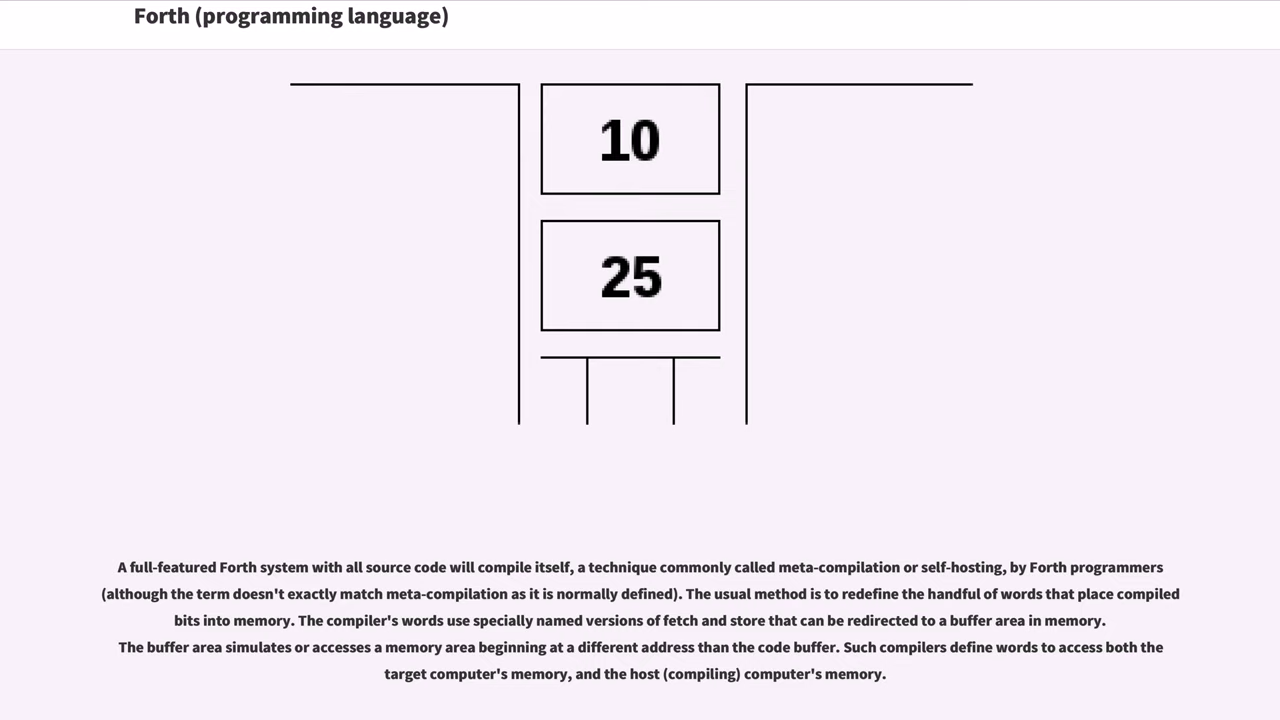 Forth (programming language)
10
25
A full-featured Forth system with all source code will compile itself, a technique commonly called meta-compilation or self-hosting, by Forth programmers
(although the term doesn't exactly match meta-compilation as it is normally defined). The usual method is to redefine the handful of words that place compiled
bits into memory. The compiler's words use specially named versions of fetch and store that can be redirected to a buffer area in memory.
The buffer area simulates or accesses a memory area beginning at a different address than the code buffer. Such compilers define words to access both the
target computer's memory, and the host (compiling) computer's memory.